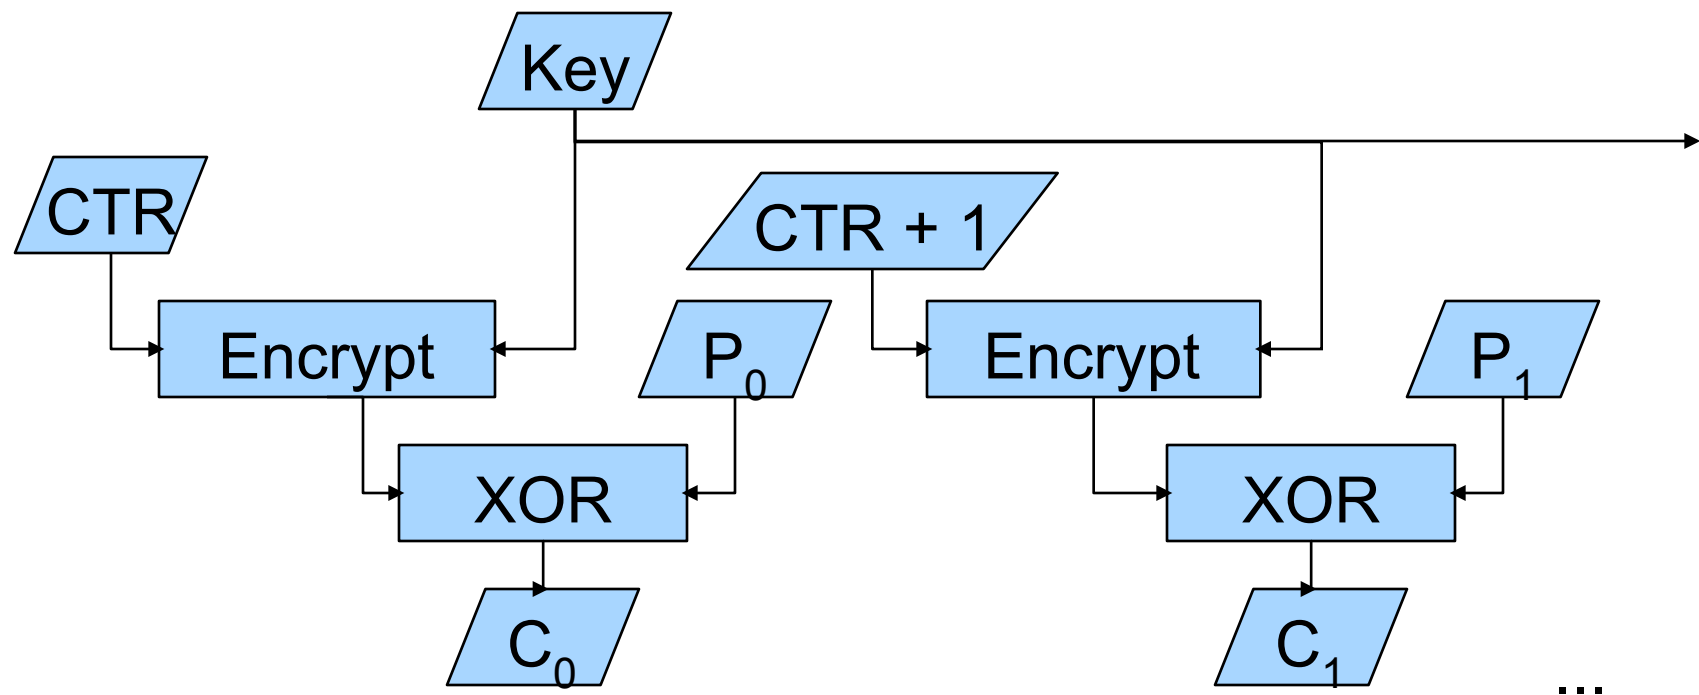 Key
CTR
CTR + 1
Encrypt
P₀
Encrypt
P₁
XOR
XOR
C₀
C₁
...